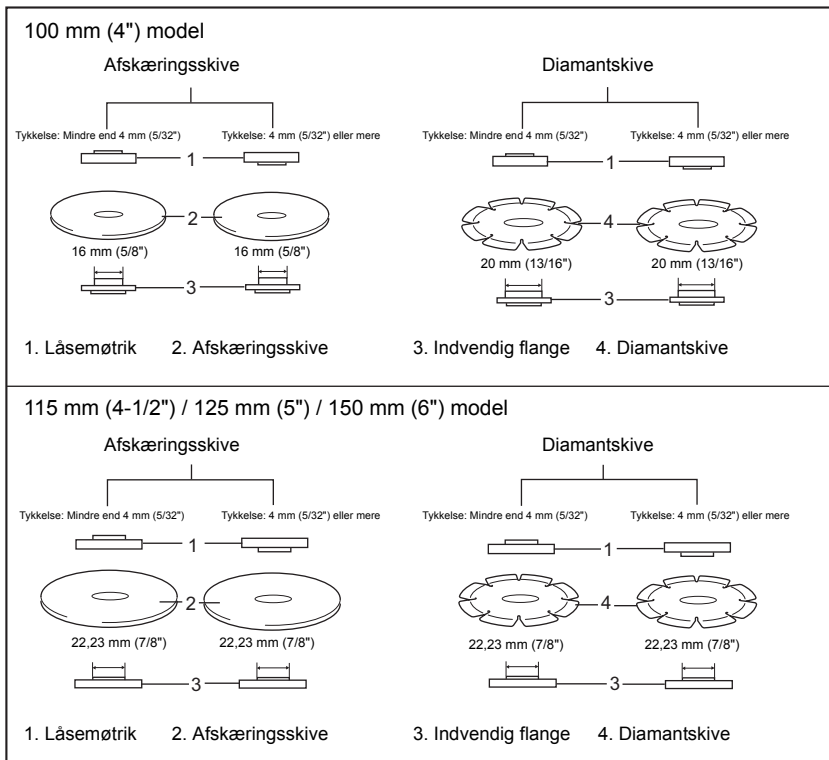 100 mm (4") model
Afskæringsskive Diamantskive
Tykkelse: Mindre end 4 mm (5/32") Tykkelse: 4 mm (5/32") eller mere Tykkelse: Mindre end 4 mm (5/32") Tykkelse: 4 mm (5/32") eller mere
1 1
2 4
16 mm (5/8") 16 mm (5/8") 20 mm (13/16") 20 mm (13/16")
3 3
1. Låsemøtrik 2. Afskæringsskive 3. Indvendig flange 4. Diamantskive
115 mm (4-1/2") / 125 mm (5") / 150 mm (6") model
Afskæringsskive Diamantskive
Tykkelse: Mindre end 4 mm (5/32") Tykkelse: 4 mm (5/32") eller mere Tykkelse: Mindre end 4 mm (5/32") Tykkelse: 4 mm (5/32") eller mere
1 1
2 4
22,23 mm (7/8") 22,23 mm (7/8") 22,23 mm (7/8") 22,23 mm (7/8")
3 3
1. Låsemøtrik 2. Afskæringsskive 3. Indvendig flange 4. Diamantskive